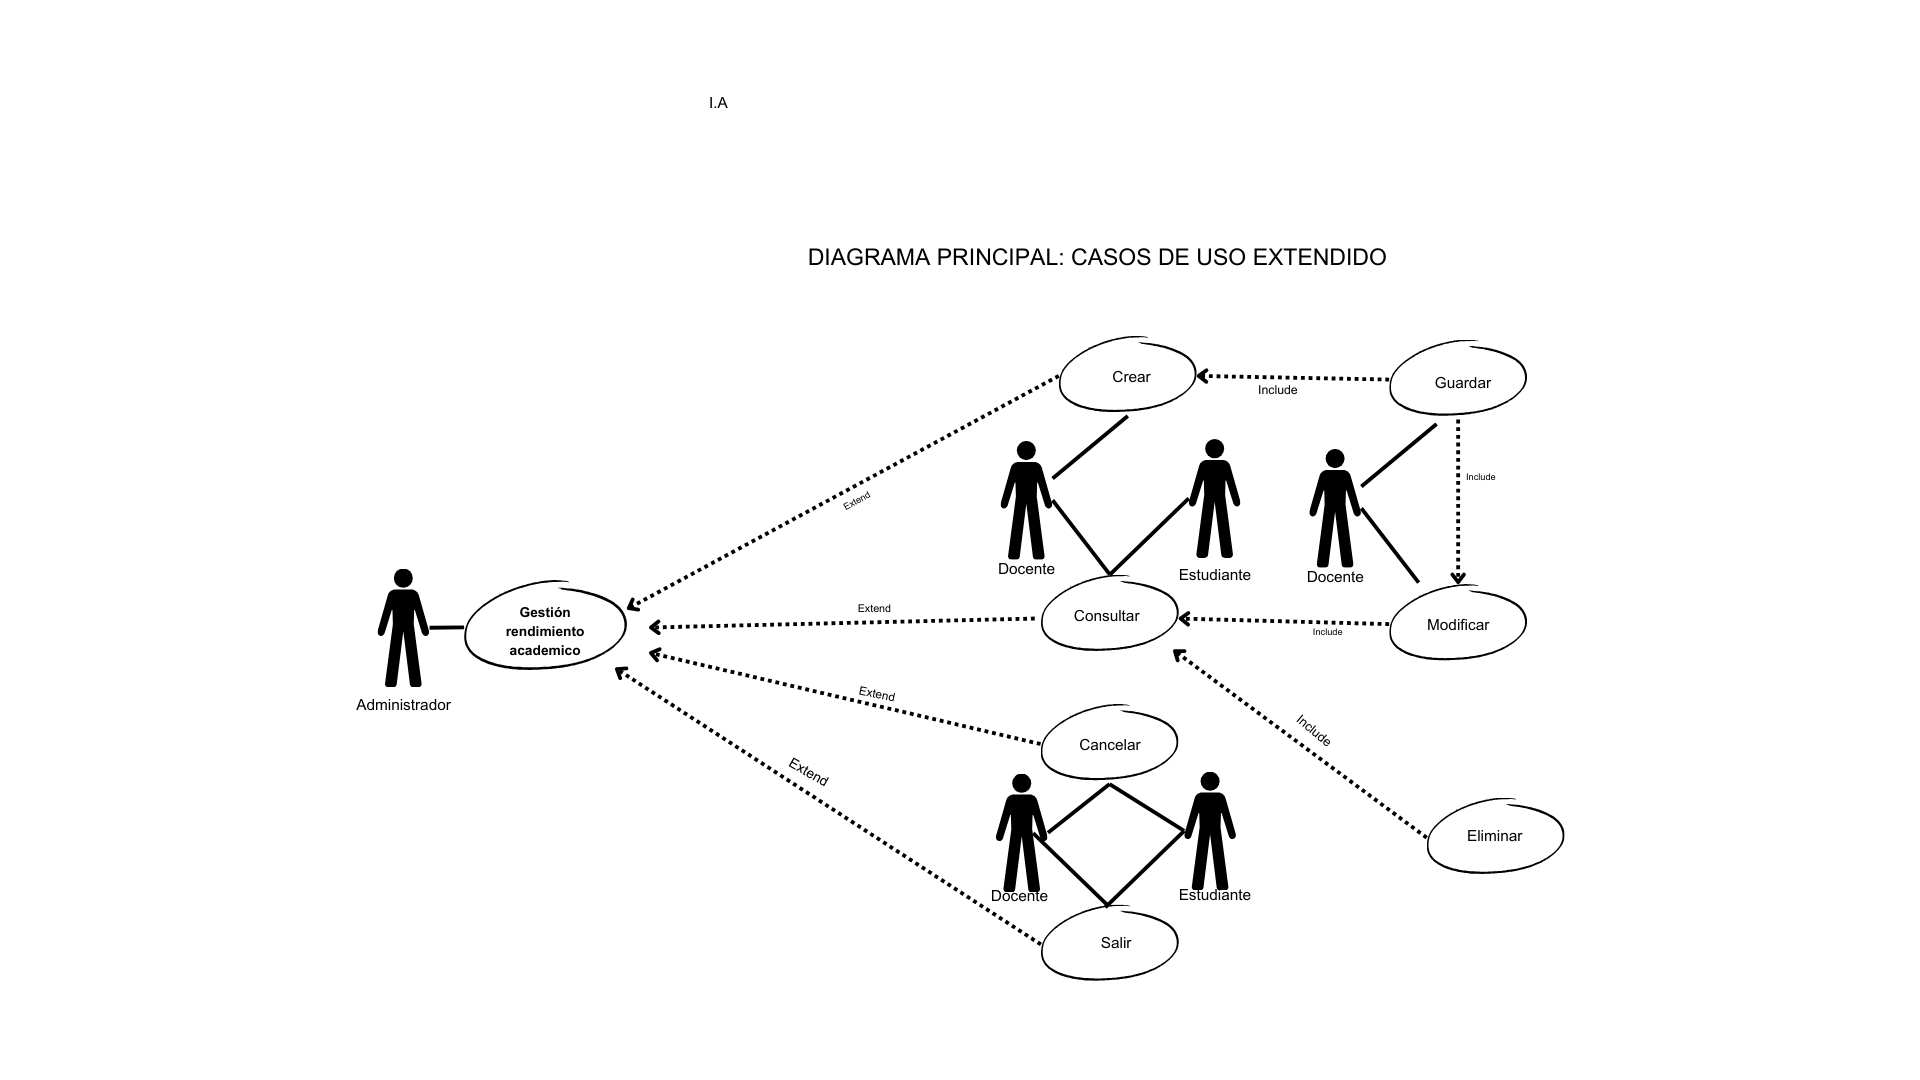 I.A
DIAGRAMA PRINCIPAL: CASOS DE USO EXTENDIDO
Crear
Guardar
Include
Include
Extend
Docente
Estudiante
Docente
Gestión
rendimiento
academico
Extend
Consultar
Modificar
Include
Administrador
Extend
Include
Cancelar
Extend
Eliminar
Docente
Estudiante
Salir